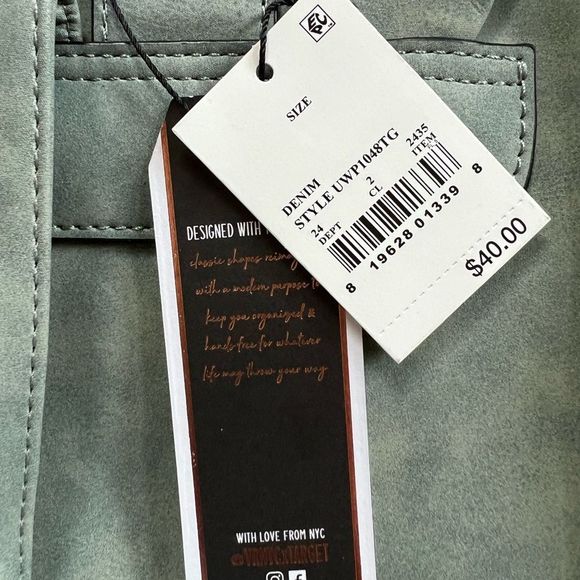 EC
PC
SIZE
DENIM
STYLE UWP1048TG
24 2 2435
DEPT CL ITEM
8 19628 01339 8
$40.00
DESIGNED WITH
classic shapes
with a modern purpose to
keep you organized &
hands-free for whatever
life may throw your way
WITH LOVE FROM NYC
@VRNYCxTARGET